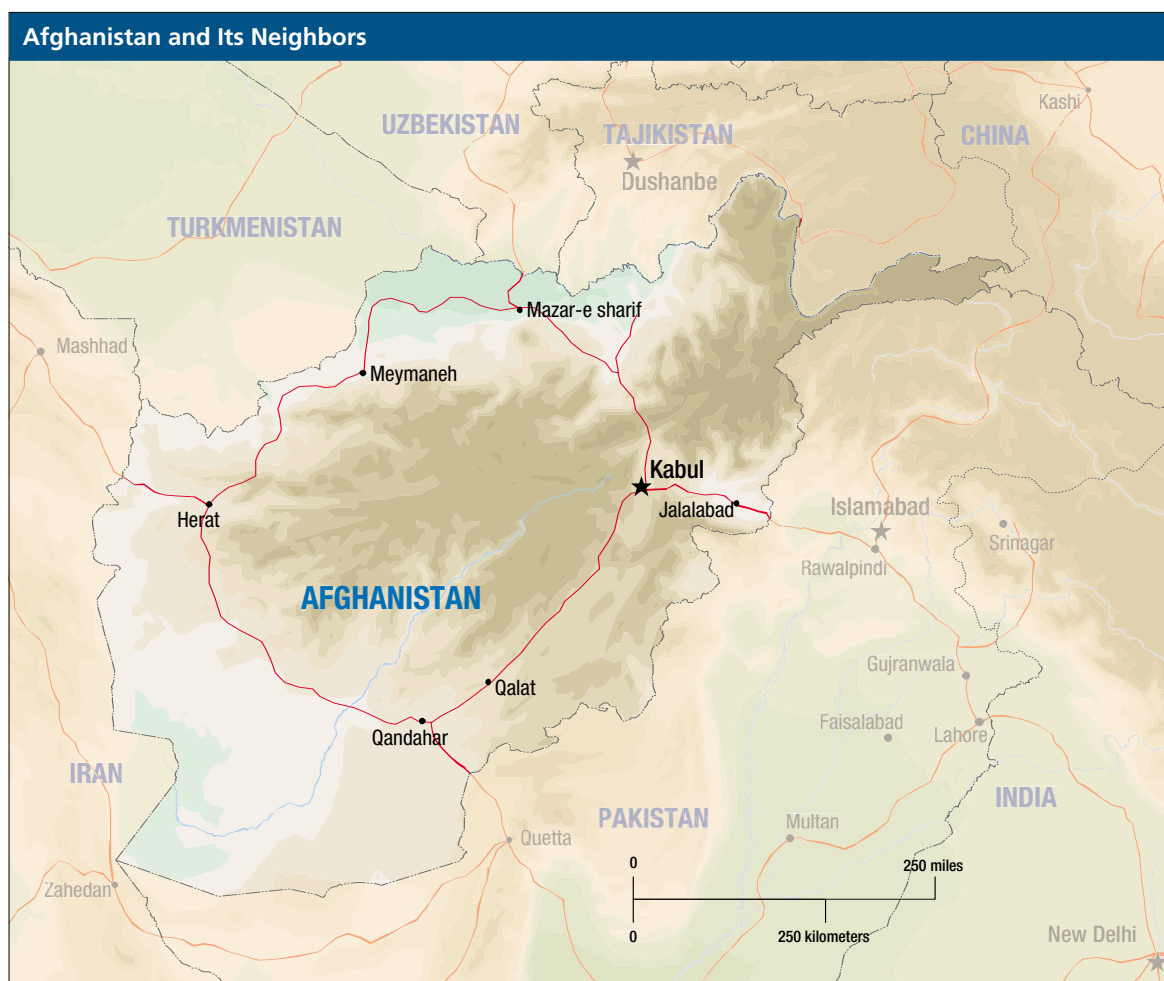 Afghanistan and Its Neighbors
UZBEKISTAN
TAJIKISTAN
CHINA
Kashi
Dushanbe
TURKMENISTAN
Mazar-e sharif
Mashhad
Meymaneh
Kabul
Herat
Jalalabad
Islamabad
Srinagar
Rawalpindi
AFGHANISTAN
Gujranwala
Qalat
Faisalabad
Lahore
Qandahar
IRAN
INDIA
PAKISTAN
Multan
Quetta
0
250 miles
Zahedan
0
250 kilometers
New Delhi